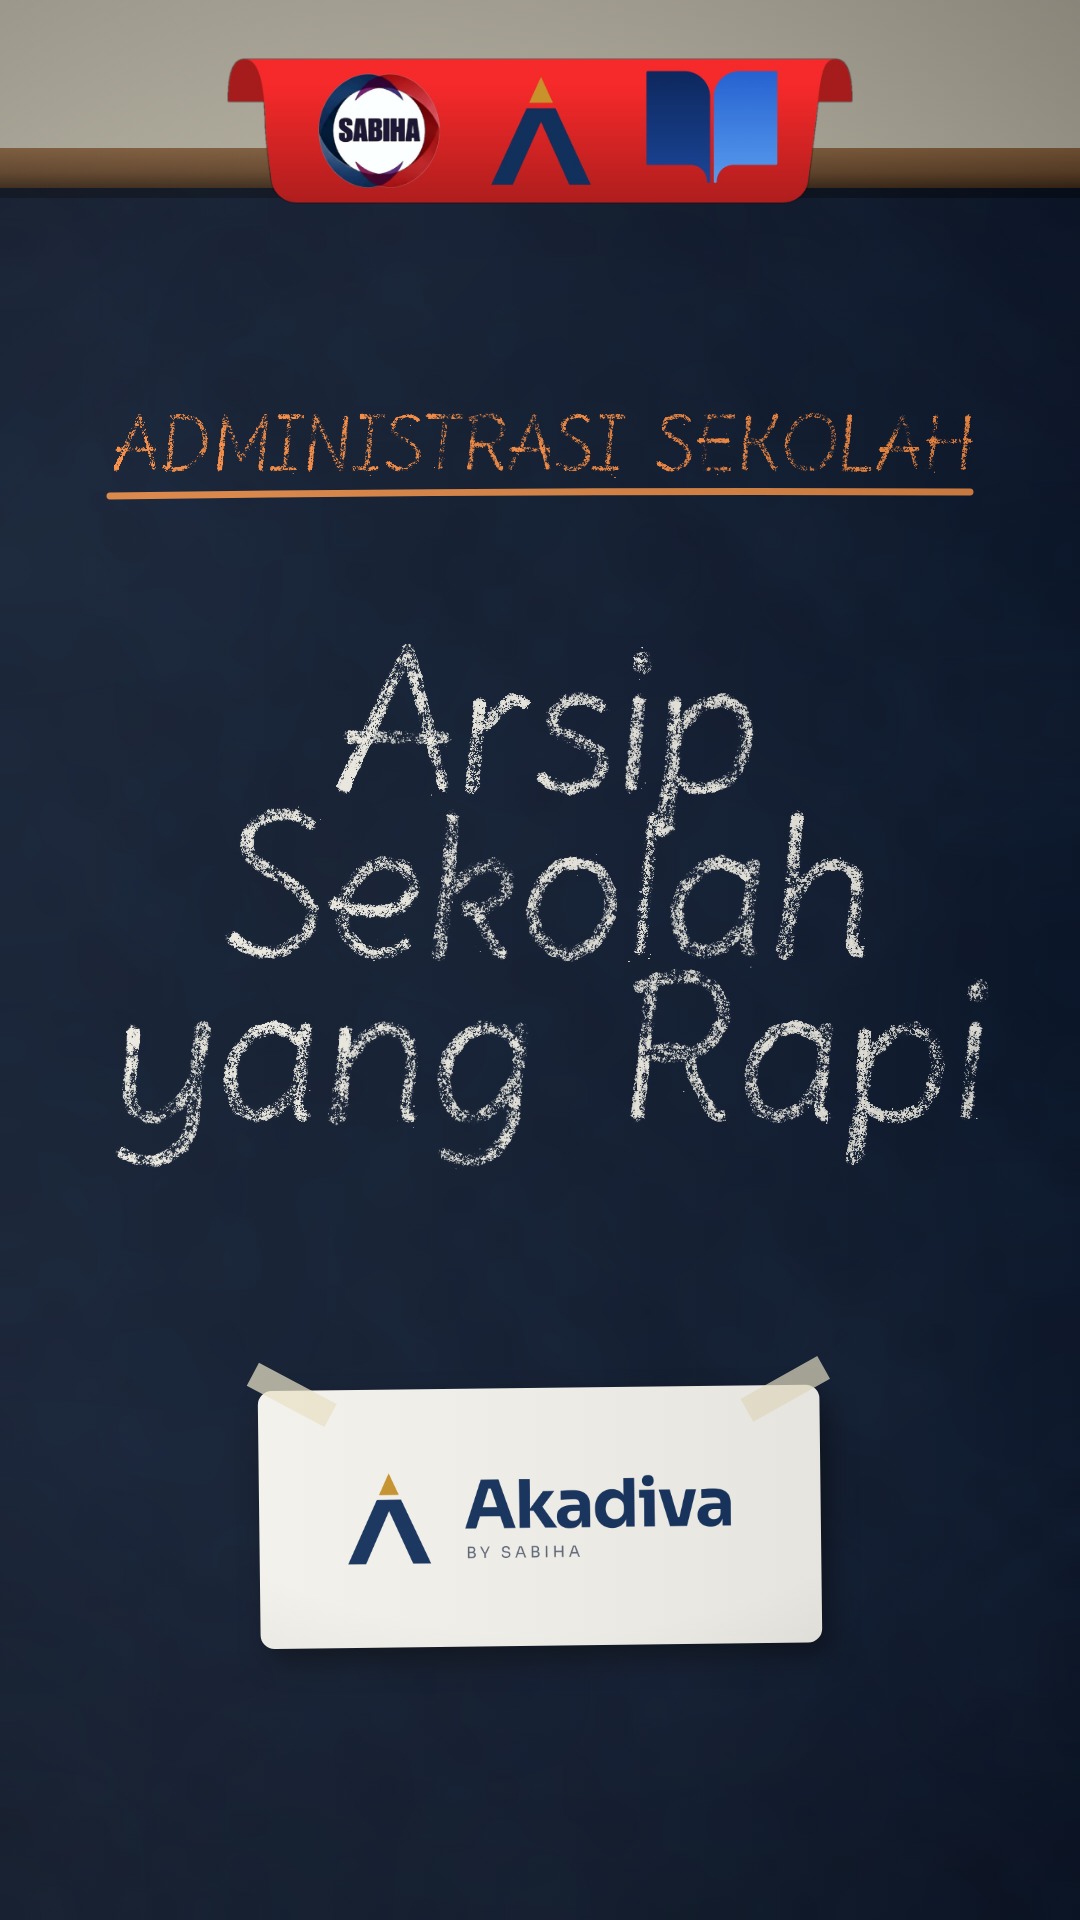 SABIHA
ADMINISTRASI SEKOLAH
Arsip
Sekolah
yang Rapi
Akadiva
BY SABIHA